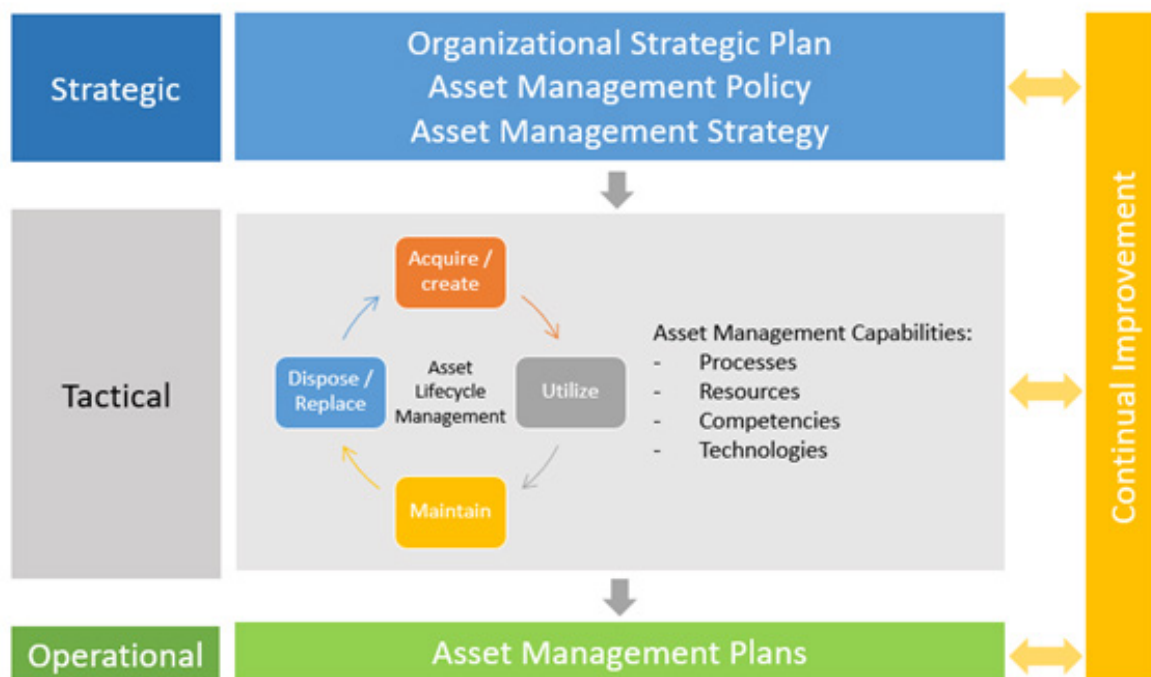 Strategic
Organizational Strategic Plan
Asset Management Policy
Asset Management Strategy
Tactical
Acquire /
create
Utilize
Maintain
Dispose /
Replace
Asset
Lifecycle
Management
Asset Management Capabilities:
- Processes
- Resources
- Competencies
- Technologies
Operational
Asset Management Plans
Continual Improvement